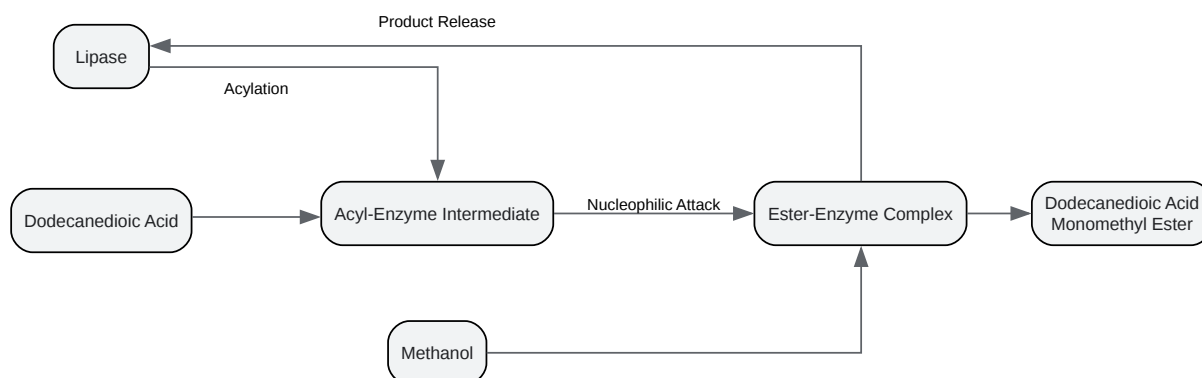 Product Release
Lipase
Acylation
Dodecanedioic Acid
Acyl-Enzyme Intermediate
Nucleophilic Attack
Ester-Enzyme Complex
Dodecanedioic Acid
Monomethyl Ester
Methanol